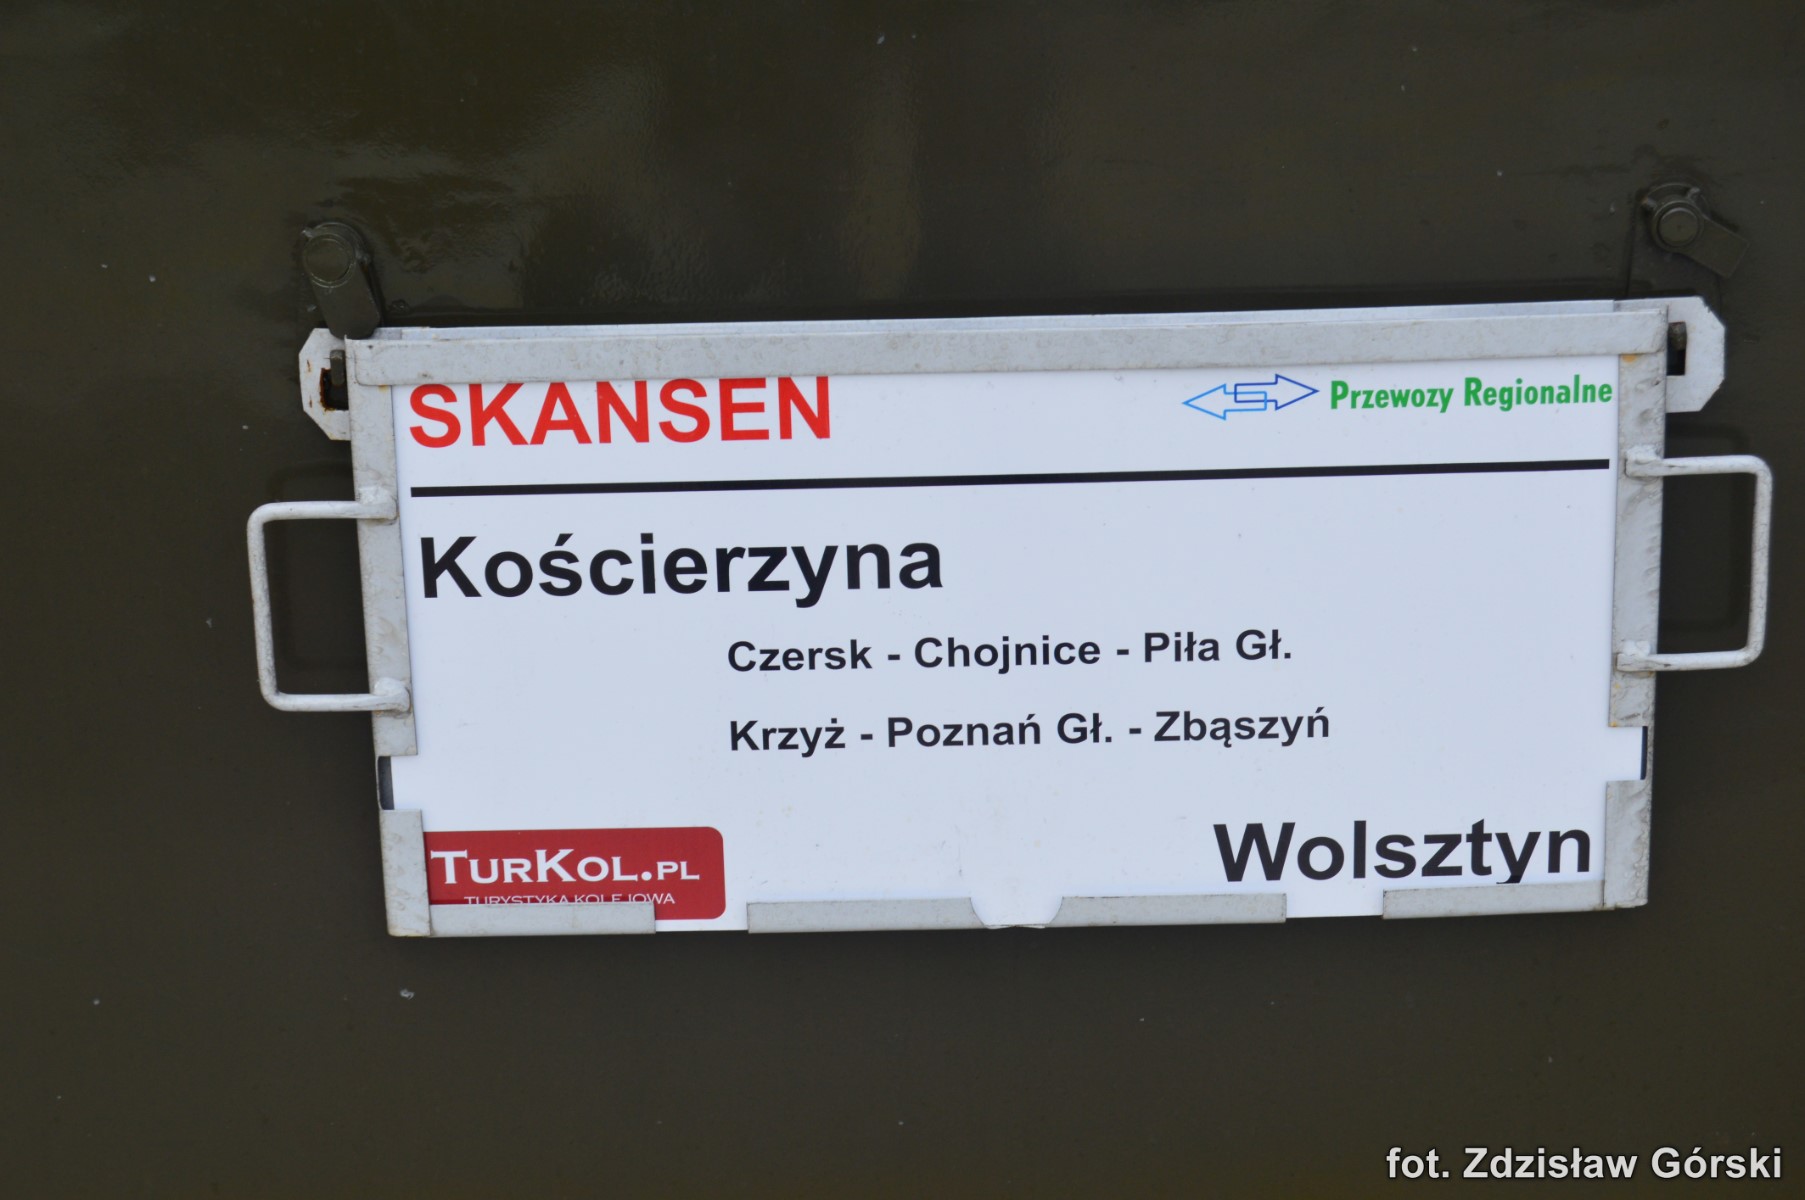 SKANSEN
Przewozy Regionalne
Kościerzyna
Czersk - Chojnice - Piła Gł.
Krzyż - Poznań Gł. - Zbąszyń
Wolsztyn
TURKOL.PL
TURYSTYKA KOLEJOWA
fot. Zdzisław Górski